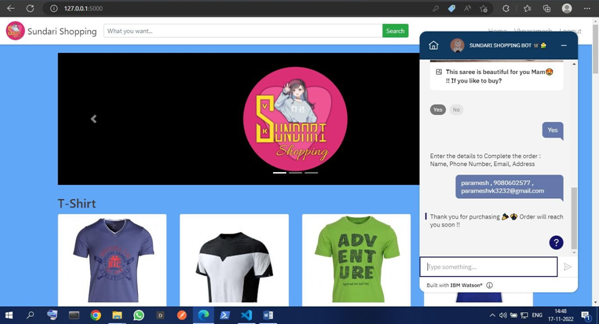 127.0.0.1:5000
Sundari Shopping
What you want...
Search
Home
Logout
SUNDARI SHOPPING BOT
This saree is beautiful for you Mam
!! If you like to buy?
Yes
No
Yes
Enter the details to Complete the order :
Name, Phone Number, Email, Address
paramesh , 9080602577 ,
parameshvk3232@gmail.com
Thank you for purchasing Order will reach
you soon !!
?
Type something...
Built with IBM Watson®
S
V
K
SUNDARI
Shopping
T-Shirt
ADV
ENT
URE
ENG
14:48
17-11-2022